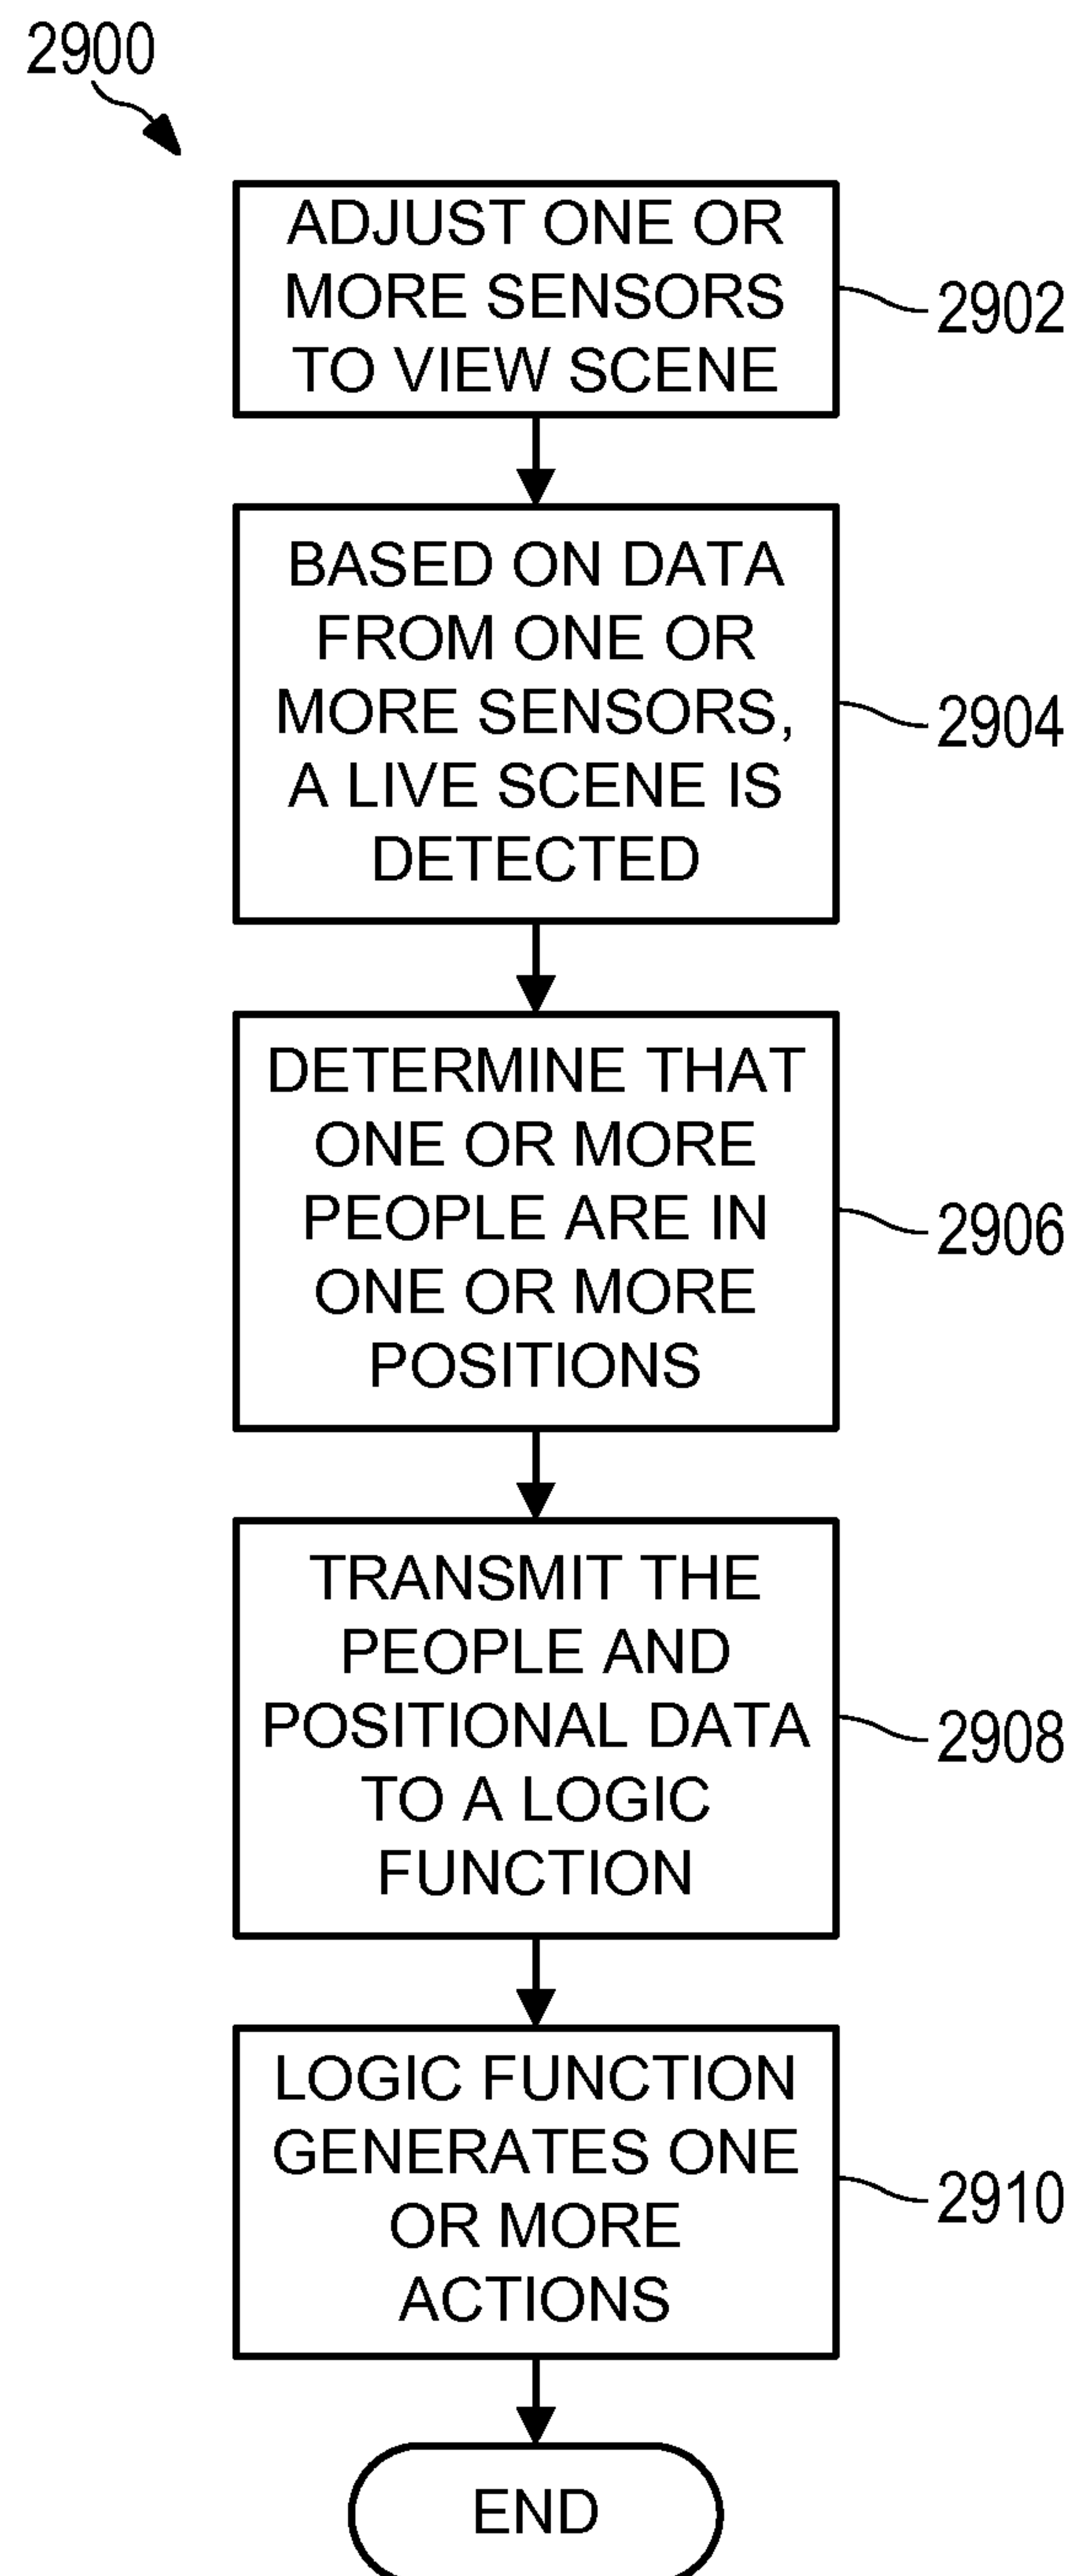 2900
ADJUST ONE OR
MORE SENSORS
TO VIEW SCENE
2902
BASED ON DATA
FROM ONE OR
MORE SENSORS,
A LIVE SCENE IS
DETECTED
2904
DETERMINE THAT
ONE OR MORE
PEOPLE ARE IN
ONE OR MORE
POSITIONS
2906
TRANSMIT THE
PEOPLE AND
POSITIONAL DATA
TO A LOGIC
FUNCTION
2908
LOGIC FUNCTION
GENERATES ONE
OR MORE
ACTIONS
2910
END